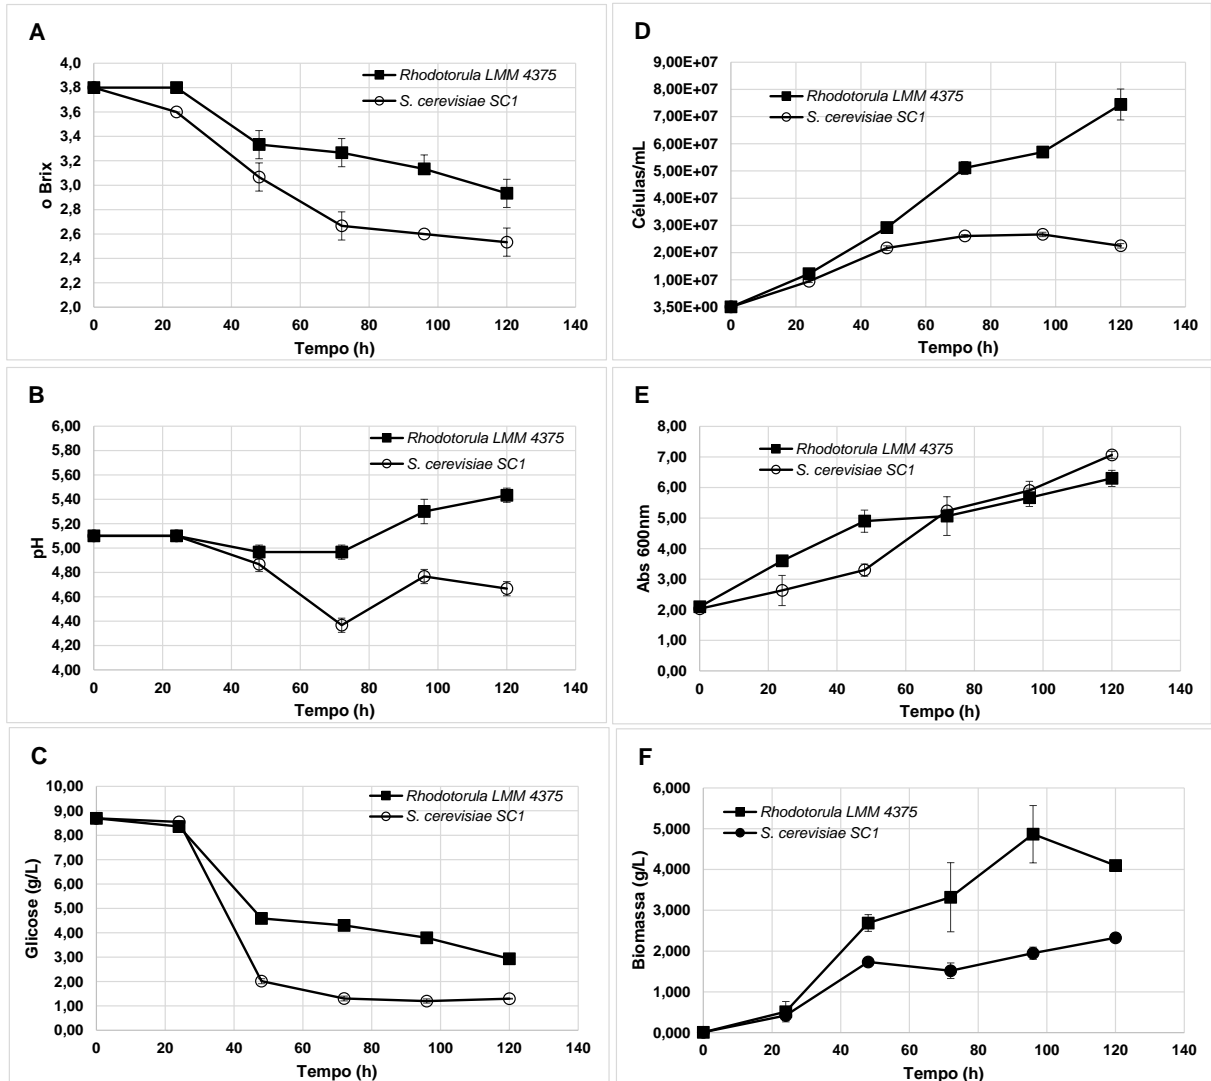 A
4,0
3,8
3,6
3,4
3,2
3,0
2,8
2,6
2,4
2,2
2,0
o Brix
Rhodotorula LMM 4375
S. cerevisiae SC1
0 20 40 60 80 100 120 140
Tempo (h)
D
9,00E+07
8,00E+07
7,00E+07
6,00E+07
5,00E+07
4,00E+07
3,00E+07
2,00E+07
1,00E+07
3,50E+00
Células/mL
Rhodotorula LMM 4375
S. cerevisiae SC1
0 20 40 60 80 100 120 140
Tempo (h)
B
6,00
5,80
5,60
5,40
5,20
5,00
4,80
4,60
4,40
4,20
4,00
pH
Rhodotorula LMM 4375
S. cerevisiae SC1
0 20 40 60 80 100 120 140
Tempo (h)
E
8,00
7,00
6,00
5,00
4,00
3,00
2,00
1,00
0,00
Abs 600nm
Rhodotorula LMM 4375
S. cerevisiae SC1
0 20 40 60 80 100 120 140
Tempo (h)
C
10,00
9,00
8,00
7,00
6,00
5,00
4,00
3,00
2,00
1,00
0,00
Glicose (g/L)
Rhodotorula LMM 4375
S. cerevisiae SC1
0 20 40 60 80 100 120 140
Tempo (h)
F
6,000
5,000
4,000
3,000
2,000
1,000
0,000
Biomassa (g/L)
Rhodotorula LMM 4375
S. cerevisiae SC1
0 20 40 60 80 100 120 140
Tempo (h)